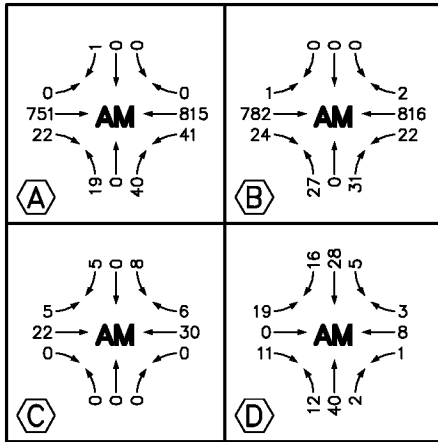 1 0 0
0 0
751 AM 815
22 41
19 0 40
A
0 0 0
1 2
782 AM 816
24 22
27 0 31
B
5 0 8
5 6
22 AM 30
0 0
0 0 0
C
16 28 5
19 3
0 AM 8
11 1
12 40 2
D